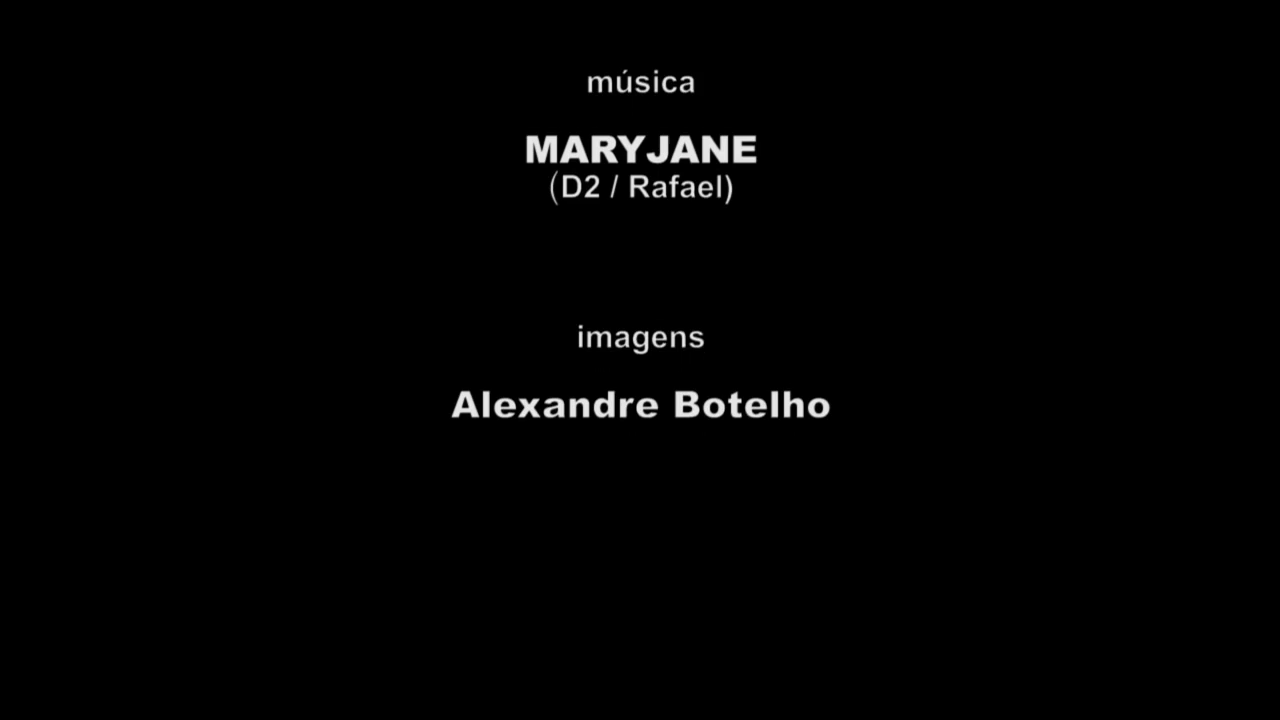 música
MARYJANE
(D2 / Rafael)
imagens
Alexandre Botelho